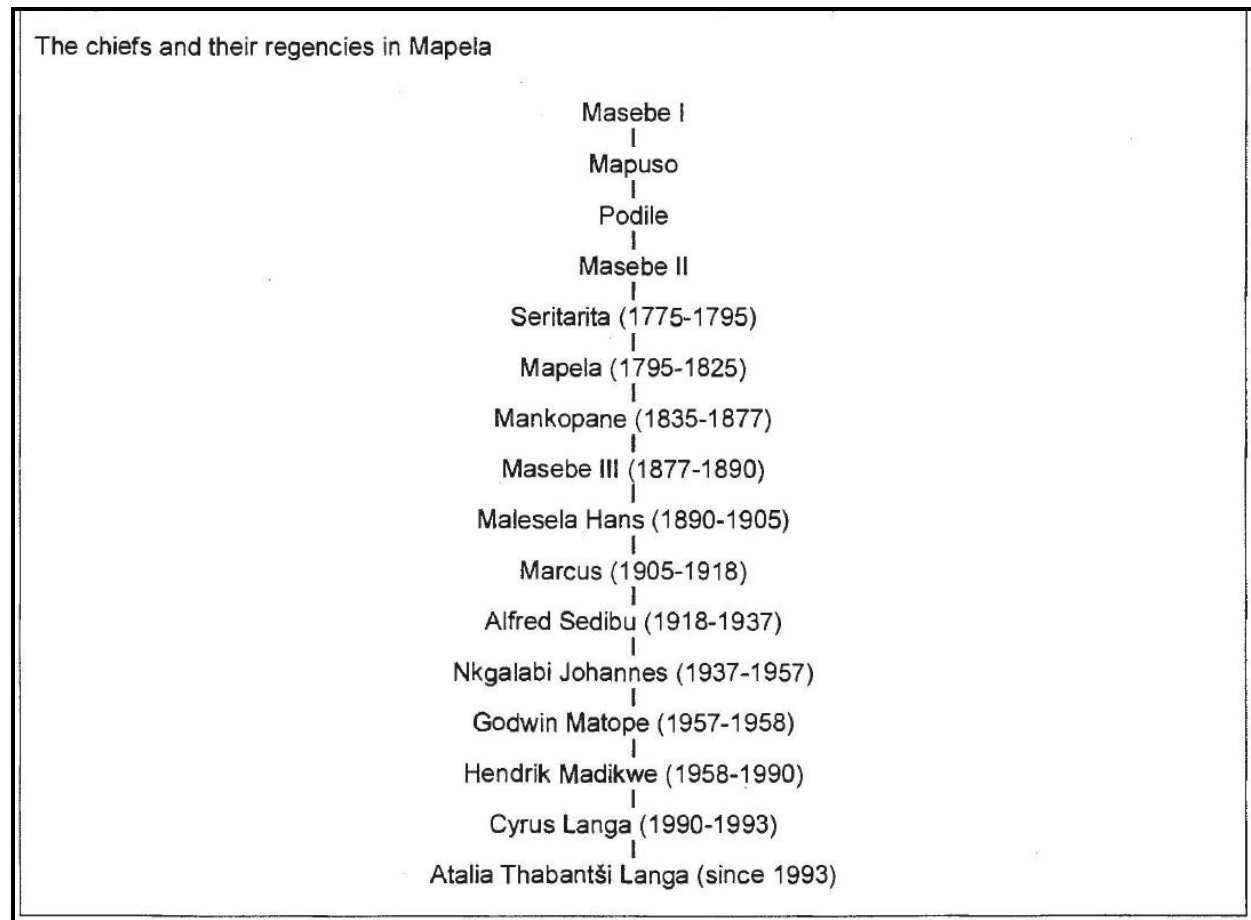 The chiefs and their regencies in Mapela
Masebe I
Mapuso
Podile
Masebe II
Seritarita (1775-1795)
Mapela (1795-1825)
Mankopane (1835-1877)
Masebe III (1877-1890)
Malesela Hans (1890-1905)
Marcus (1905-1918)
Alfred Sedibu (1918-1937)
Nkgalabi Johannes (1937-1957)
Godwin Matope (1957-1958)
Hendrik Madikwe (1958-1990)
Cyrus Langa (1990-1993)
Atalia Thabantši Langa (since 1993)